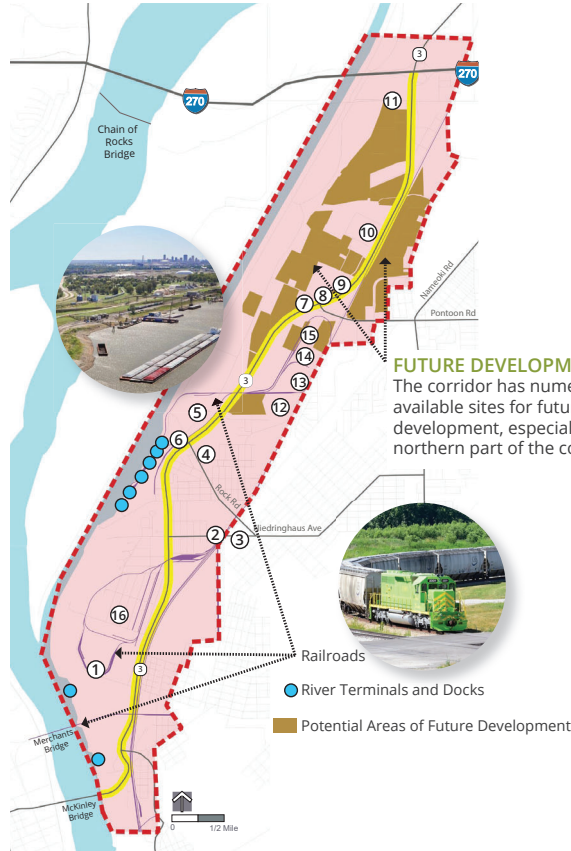 3
270
270
11
Chain of
Rocks
Bridge
10
Nameoki Rd
9
8
7
Pontoon Rd
15
14
FUTURE DEVELOPM
The corridor has nume
available sites for futu
development, especial
northern part of the co
3
13
12
5
6
4
Rock Rd
Niedringhaus Ave
2
3
16
1
3
Railroads
River Terminals and Docks
Potential Areas of Future Development
Merchants
Bridge
McKinley
Bridge
0
1/2 Mile